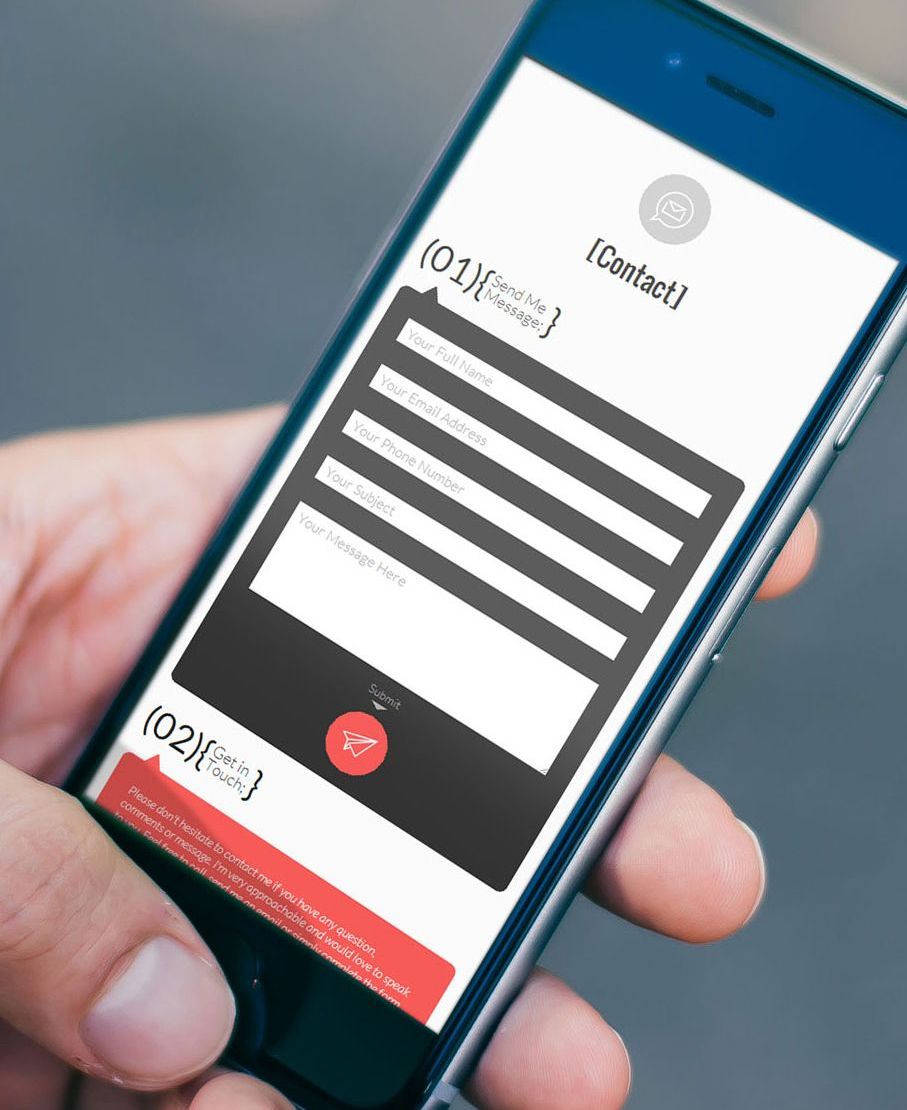 [Contact]
(01){Send Me
Message;}
Your Full Name
Your Email Address
Your Phone Number
Your Subject
Your Message Here
Submit
(02){Get in
Touch;}
Please don't hesitate to contact me if you have any question,
comments or message. I'm very approachable and would love to speak
to you. Feel free to call, send me an email or simply complete the form